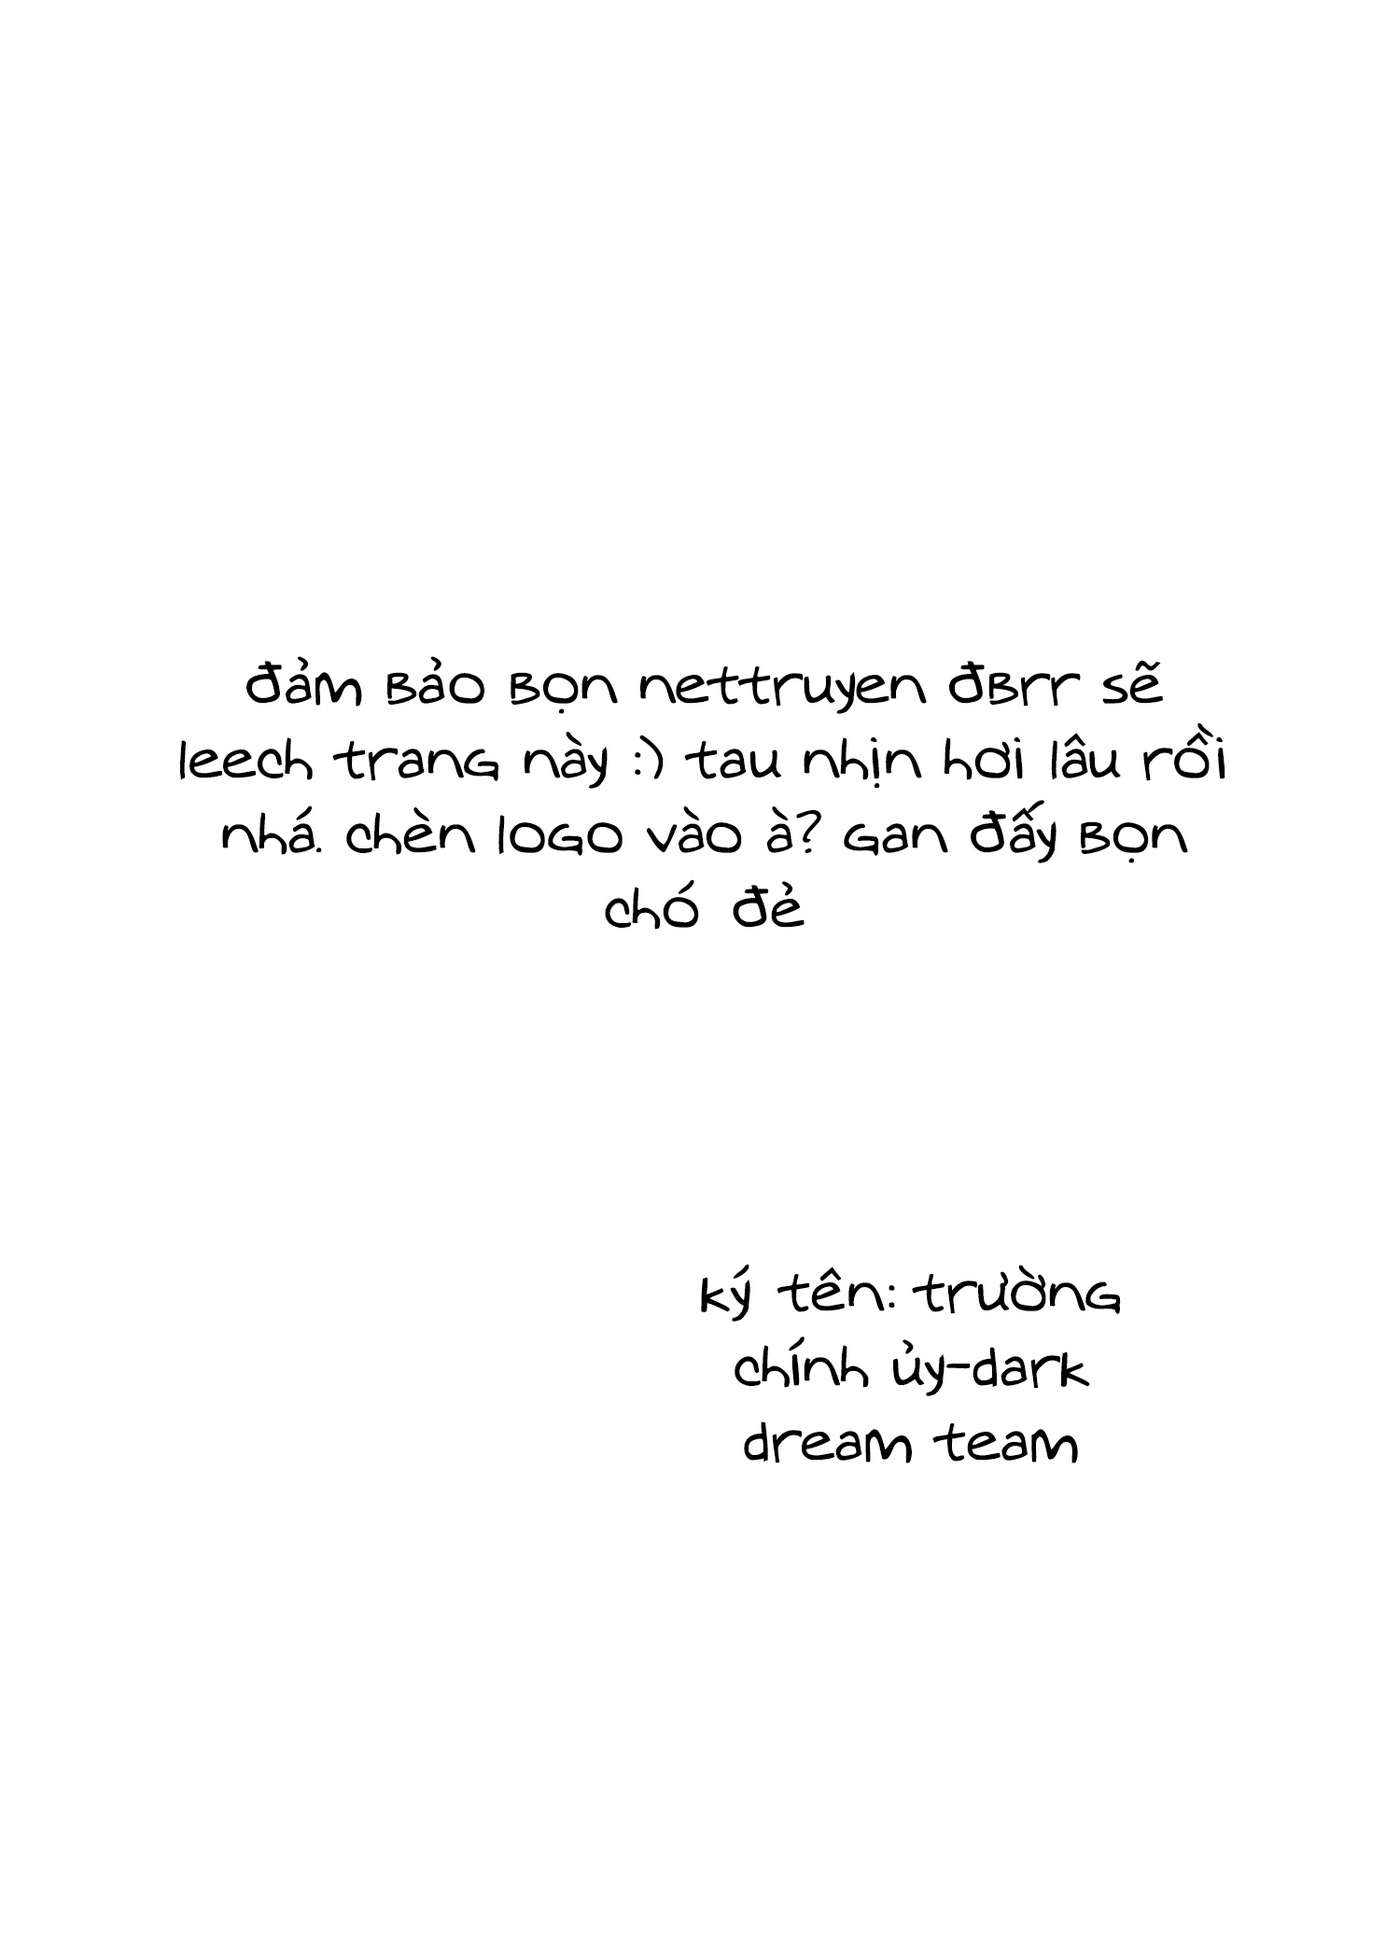 đảm bảo bọn nettruyen đbrr sẽ
leech trang này :) tau nhịn hơi lâu rồi
nhá. chèn logo vào à? gan đấy bọn
chó đẻ
ký tên: trường
chính ủy-dark
dream team